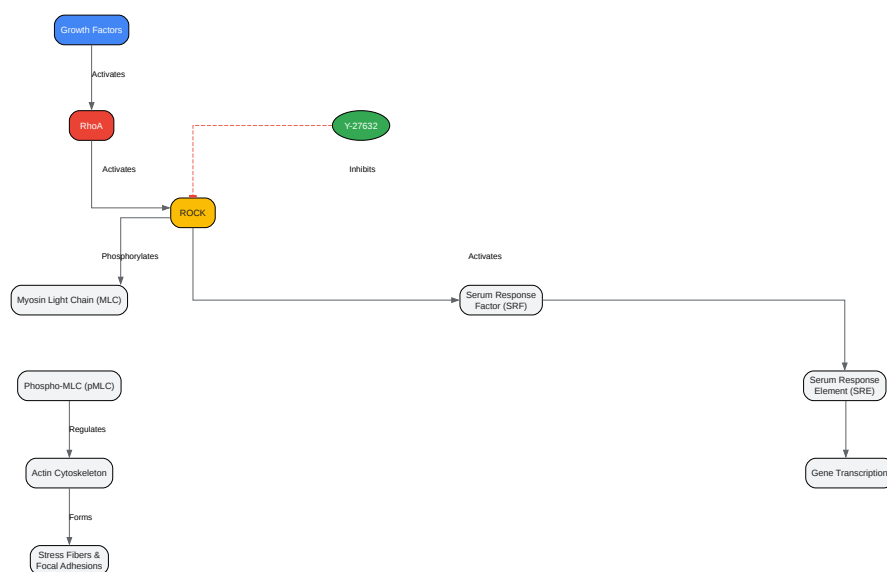 Growth Factors
Activates
RhoA
Y-27632
Activates
Inhibits
ROCK
Phosphorylates
Activates
Myosin Light Chain (MLC)
Serum Response
Factor (SRF)
Phospho-MLC (pMLC)
Serum Response
Element (SRE)
Regulates
Actin Cytoskeleton
Gene Transcription
Forms
Stress Fibers &
Focal Adhesions